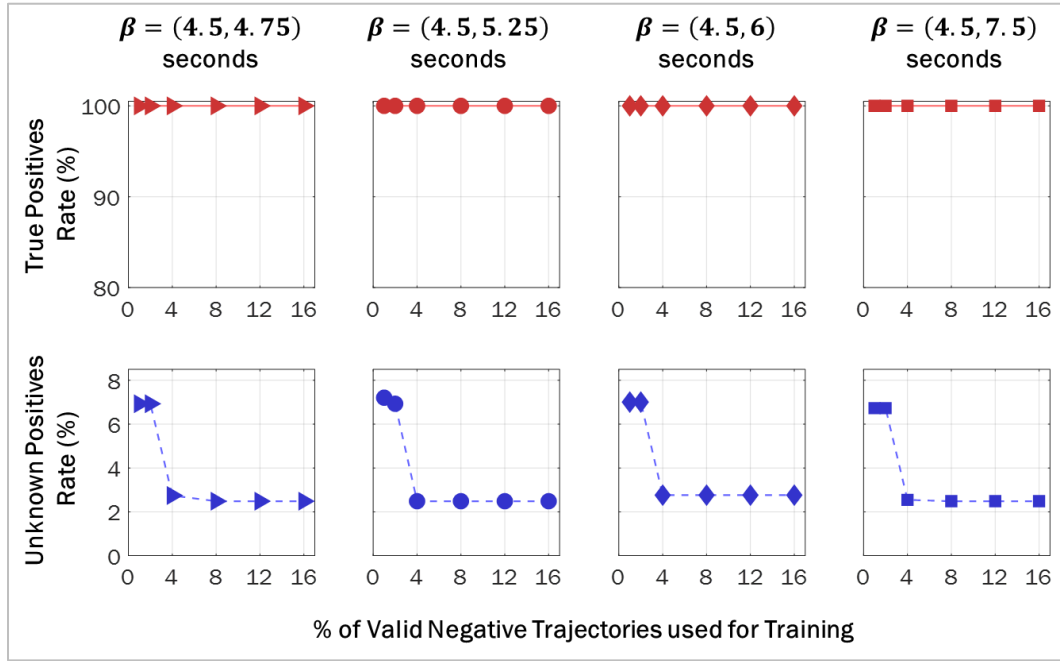 β = (4.5, 4.75)
seconds
β = (4.5, 5.25)
seconds
β = (4.5, 6)
seconds
β = (4.5, 7.5)
seconds
True Positives
Rate (%)
100
90
80
0 4 8 12 16
0 4 8 12 16
0 4 8 12 16
0 4 8 12 16
Unknown Positives
Rate (%)
8
6
4
2
0
0 4 8 12 16
0 4 8 12 16
0 4 8 12 16
0 4 8 12 16
% of Valid Negative Trajectories used for Training